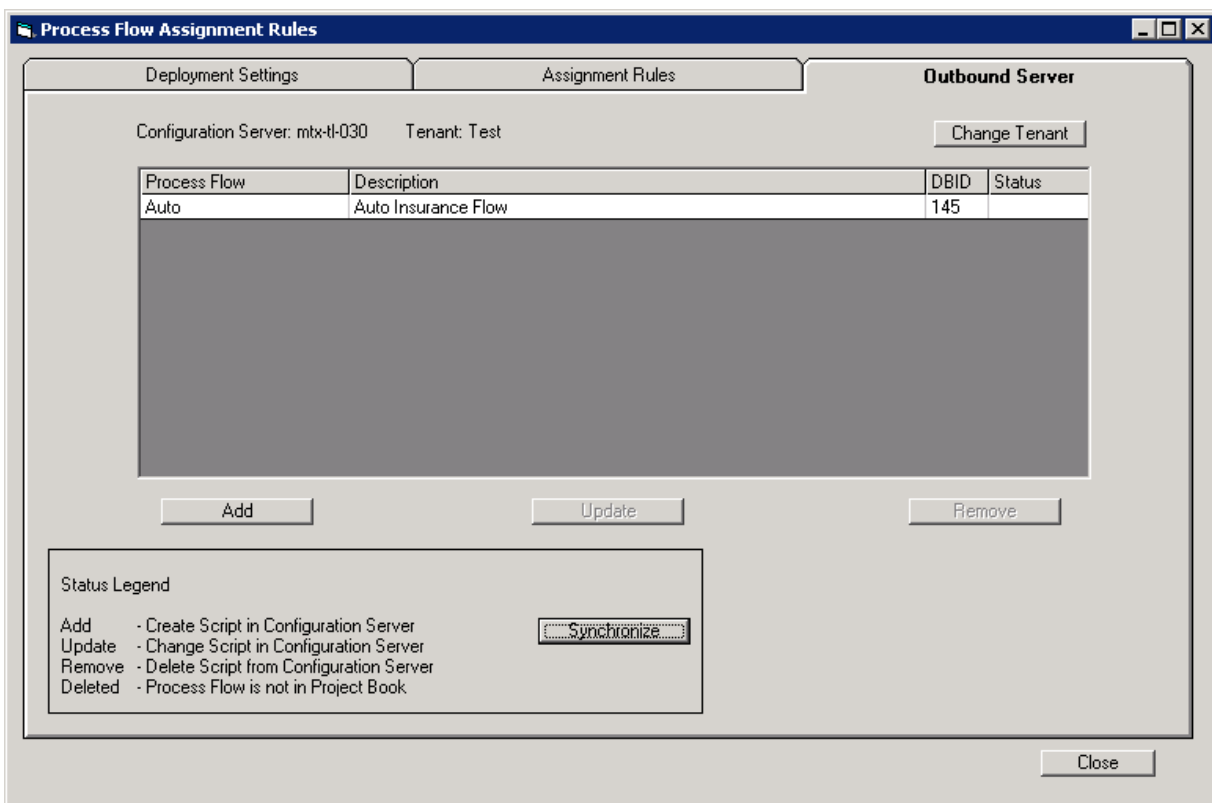 Process Flow Assignment Rules
Deployment Settings Assignment Rules Outbound Server
Configuration Server: mtx-tl-030 Tenant: Test Change Tenant
Process Flow Description DBID Status
Auto Auto Insurance Flow 145
Add Update Remove
Status Legend
Add - Create Script in Configuration Server
Synchronize
Update - Change Script in Configuration Server
Remove - Delete Script from Configuration Server
Deleted - Process Flow is not in Project Book
Close